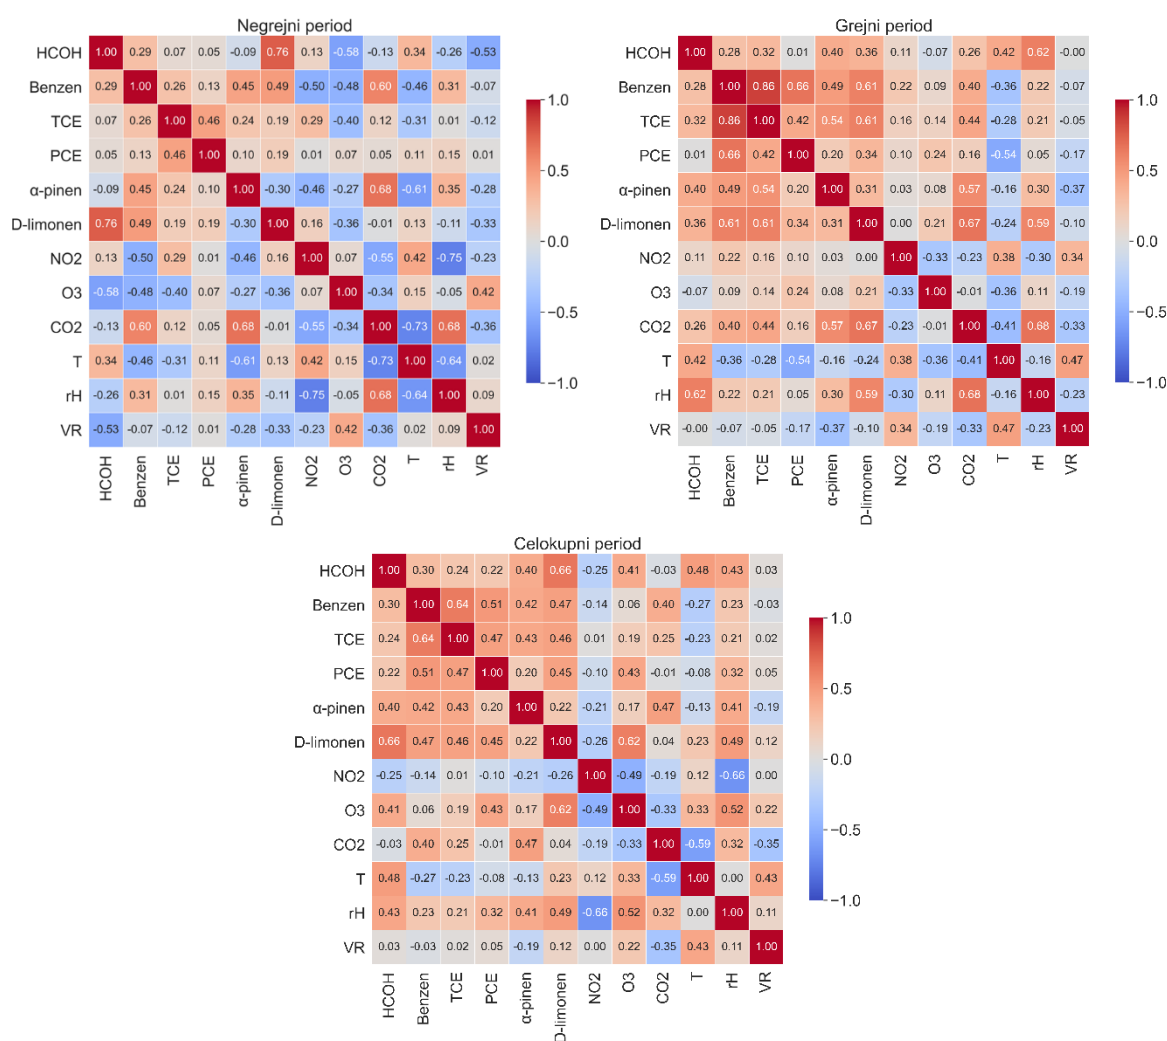 Negrejni period
HCOH 1.00 0.29 0.07 0.05 -0.09 0.76 0.13 -0.58 -0.13 0.34 -0.26 -0.53
Benzen 0.29 1.00 0.26 0.13 0.45 0.49 -0.50 -0.48 0.60 -0.46 0.31 -0.07
TCE 0.07 0.26 1.00 0.46 0.24 0.19 0.29 -0.40 0.12 -0.31 0.01 -0.12
PCE 0.05 0.13 0.46 1.00 0.10 0.19 0.01 0.07 0.05 0.11 0.15 0.01
α-pinen -0.09 0.45 0.24 0.10 1.00 -0.30 -0.46 -0.27 0.68 -0.61 0.35 -0.28
D-limonen 0.76 0.49 0.19 0.19 -0.30 1.00 0.16 -0.36 -0.01 0.13 -0.11 -0.33
NO2 0.13 -0.50 0.29 0.01 -0.46 0.16 1.00 0.07 -0.55 0.42 -0.75 -0.23
O3 -0.58 -0.48 -0.40 0.07 -0.27 -0.36 0.07 1.00 -0.34 0.15 -0.05 0.42
CO2 -0.13 0.60 0.12 0.05 0.68 -0.01 -0.55 -0.34 1.00 -0.73 0.68 -0.36
T 0.34 -0.46 -0.31 0.11 -0.61 0.13 0.42 0.15 -0.73 1.00 -0.64 0.02
rH -0.26 0.31 0.01 0.15 0.35 -0.11 -0.75 -0.05 0.68 -0.64 1.00 0.09
VR -0.53 -0.07 -0.12 0.01 -0.28 -0.33 -0.23 0.42 -0.36 0.02 0.09 1.00
HCOH Benzen TCE PCE α-pinen D-limonen NO2 O3 CO2 T rH VR
1.0
0.5
0.0
−0.5
−1.0
Grejni period
HCOH 1.00 0.28 0.32 0.01 0.40 0.36 0.11 -0.07 0.26 0.42 0.62 -0.00
Benzen 0.28 1.00 0.86 0.66 0.49 0.61 0.22 0.09 0.40 -0.36 0.22 -0.07
TCE 0.32 0.86 1.00 0.42 0.54 0.61 0.16 0.14 0.44 -0.28 0.21 -0.05
PCE 0.01 0.66 0.42 1.00 0.20 0.34 0.10 0.24 0.16 -0.54 0.05 -0.17
α-pinen 0.40 0.49 0.54 0.20 1.00 0.31 0.03 0.08 0.57 -0.16 0.30 -0.37
D-limonen 0.36 0.61 0.61 0.34 0.31 1.00 0.00 0.21 0.67 -0.24 0.59 -0.10
NO2 0.11 0.22 0.16 0.10 0.03 0.00 1.00 -0.33 -0.23 0.38 -0.30 0.34
O3 -0.07 0.09 0.14 0.24 0.08 0.21 -0.33 1.00 -0.01 -0.36 0.11 -0.19
CO2 0.26 0.40 0.44 0.16 0.57 0.67 -0.23 -0.01 1.00 -0.41 0.68 -0.33
T 0.42 -0.36 -0.28 -0.54 -0.16 -0.24 0.38 -0.36 -0.41 1.00 -0.16 0.47
rH 0.62 0.22 0.21 0.05 0.30 0.59 -0.30 0.11 0.68 -0.16 1.00 -0.23
VR -0.00 -0.07 -0.05 -0.17 -0.37 -0.10 0.34 -0.19 -0.33 0.47 -0.23 1.00
HCOH Benzen TCE PCE α-pinen D-limonen NO2 O3 CO2 T rH VR
1.0
0.5
0.0
−0.5
−1.0
Celokupni period
HCOH 1.00 0.30 0.24 0.22 0.40 0.66 -0.25 0.41 -0.03 0.48 0.43 0.03
Benzen 0.30 1.00 0.64 0.51 0.42 0.47 -0.14 0.06 0.40 -0.27 0.23 -0.03
TCE 0.24 0.64 1.00 0.47 0.43 0.46 0.01 0.19 0.25 -0.23 0.21 0.02
PCE 0.22 0.51 0.47 1.00 0.20 0.45 -0.10 0.43 -0.01 -0.08 0.32 0.05
α-pinen 0.40 0.42 0.43 0.20 1.00 0.22 -0.21 0.17 0.47 -0.13 0.41 -0.19
D-limonen 0.66 0.47 0.46 0.45 0.22 1.00 -0.26 0.62 0.04 0.23 0.49 0.12
NO2 -0.25 -0.14 0.01 -0.10 -0.21 -0.26 1.00 -0.49 -0.19 0.12 -0.66 0.00
O3 0.41 0.06 0.19 0.43 0.17 0.62 -0.49 1.00 -0.33 0.33 0.52 0.22
CO2 -0.03 0.40 0.25 -0.01 0.47 0.04 -0.19 -0.33 1.00 -0.59 0.32 -0.35
T 0.48 -0.27 -0.23 -0.08 -0.13 0.23 0.12 0.33 -0.59 1.00 0.00 0.43
rH 0.43 0.23 0.21 0.32 0.41 0.49 -0.66 0.52 0.32 0.00 1.00 0.11
VR 0.03 -0.03 0.02 0.05 -0.19 0.12 0.00 0.22 -0.35 0.43 0.11 1.00
HCOH Benzen TCE PCE α-pinen D-limonen NO2 O3 CO2 T rH VR
1.0
0.5
0.0
−0.5
−1.0